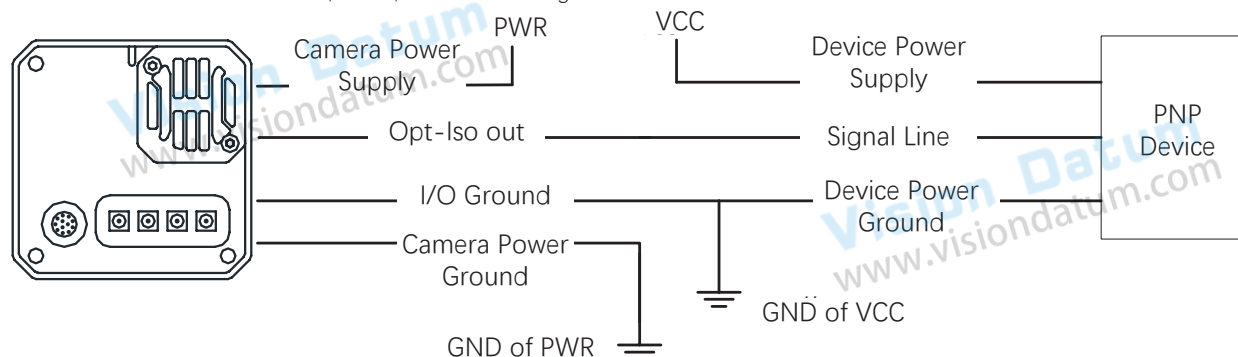 PWR
VCC
Camera Power
Supply
Device Power
Supply
Opt-Iso out
Signal Line
PNP
Device
I/O Ground
Device Power
Ground
Camera Power
Ground
GND of VCC
GND of PWR
Vision Datum
www.visiondatum.com
Vision Datum
www.visiondatum.com